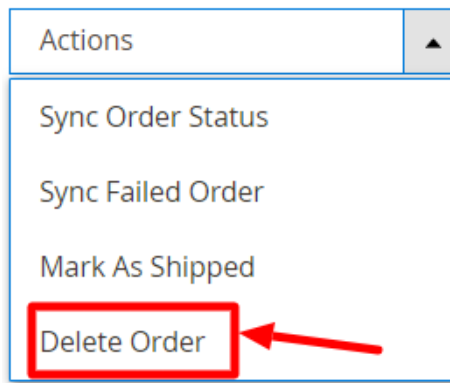 Actions
Sync Order Status
Sync Failed Order
Mark As Shipped
Delete Order